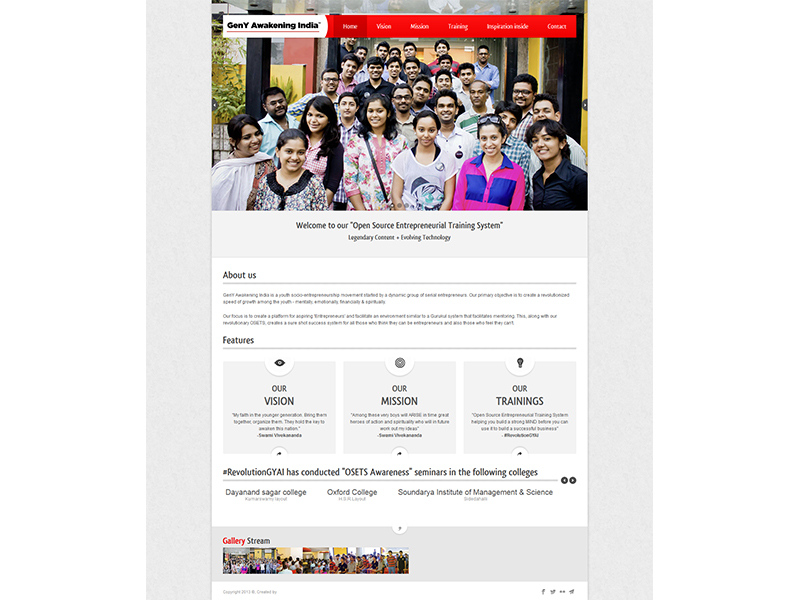 GenY Awakening India
Home Vision Mission Training Inspiration inside Contact
Welcome to our "Open Source Entrepreneurial Training System"
Legendary Content + Evolving Technology
About us
GenY Awakening India is a youth socio-entrepreneurship movement started by a dynamic group of serial entrepreneurs. Our primary objective is to create a revolutionized
speed of growth among the youth - mentally, emotionally, financially & spiritually.
Our focus is to create a platform for aspiring 'Entrepreneurs' and facilitate an environment similar to a Gurukul system that facilitates mentoring. This, along with our
revolutionary OSETS, creates a sure shot success system for all those who think they can be entrepreneurs and also those who feel they can't.
Features
OUR
VISION
"My faith in the younger generation. Bring them
together, organize them. They hold the key to
awaken this nation."
-Swami Vivekananda
OUR
MISSION
"Among these very boys will ARISE in time great
heroes of action and spirituality who will in future
work out my ideas"
-Swami Vivekananda
OUR
TRAININGS
"Open Source Entrepreneurial Training System
helping you build a strong MIND before you can
use it to build a successful business"
- #RevolutionGYAI
#RevolutionGYAI has conducted "OSETS Awareness" seminars in the following colleges
Dayanand sagar college
Kumarswamy layout
Oxford College
H.S.R Layout
Soundarya Institute of Management & Science
Sidedahalli
Gallery Stream
Copyright 2013 ©, Created by